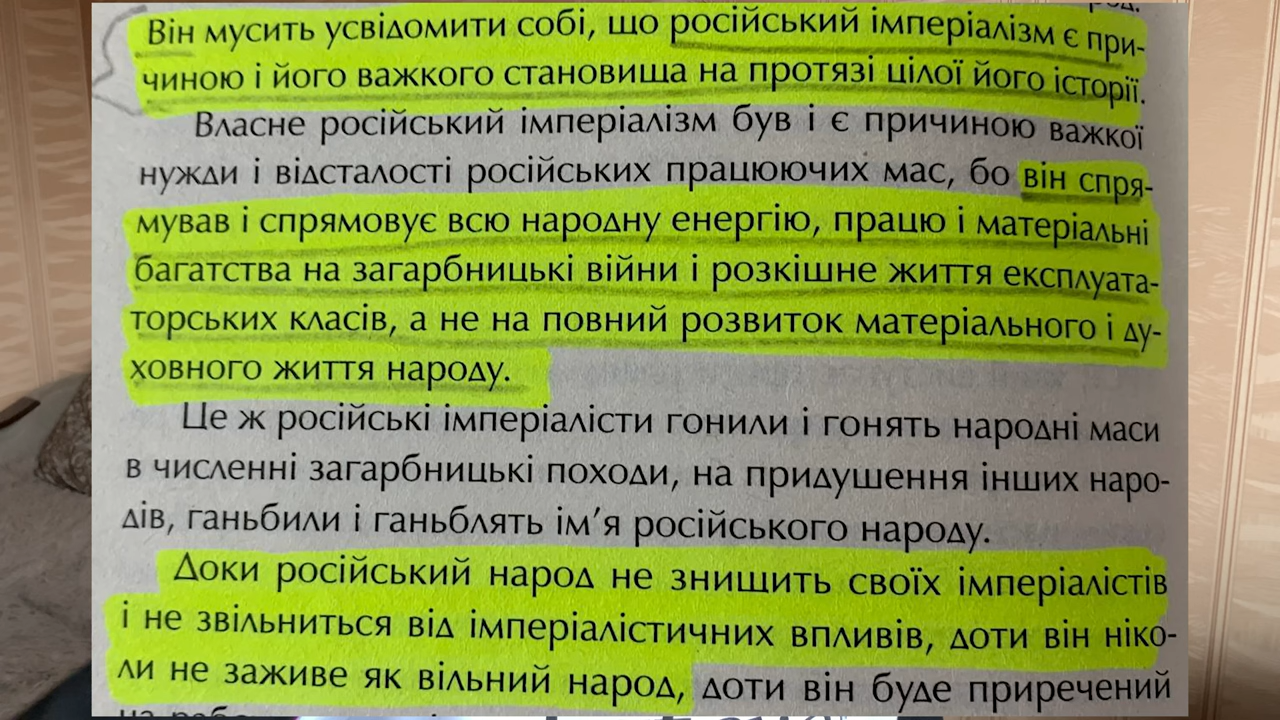 Він мусить усвідомити собі, що російський імперіалізм є при-
чиною і його важкого становища на протязі цілої його історії.
Власне російський імперіалізм був і є причиною важкої
нужди і відсталості російських працюючих мас, бо він спря-
мував і спрямовує всю народну енергію, працю і матеріальні
багатства на загарбницькі війни і розкішне життя експлуата-
торських класів, а не на повний розвиток матеріального і ду-
ховного життя народу.
Це ж російські імперіалісти гонили і гонять народні маси
в численні загарбницькі походи, на придушення інших наро-
дів, ганьбили і ганьблять ім’я російського народу.
Доки російський народ не знищить своїх імперіалістів
і не звільниться від імперіалістичних впливів, доти він ніко-
ли не заживе як вільний народ, доти він буде приречений